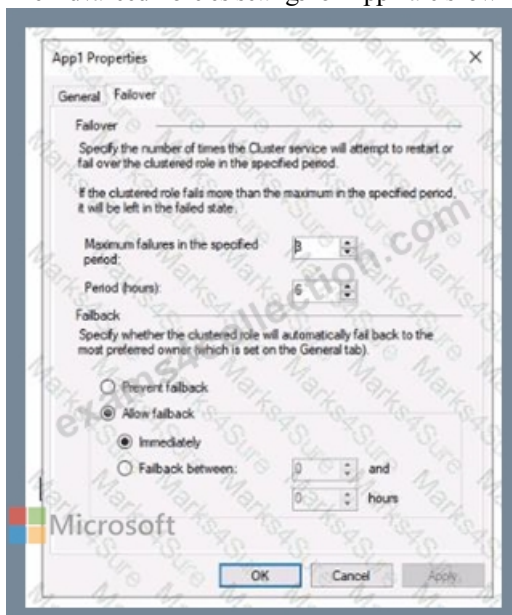 App1 Properties
General Failover
Failover
Specify the number of times the Cluster service will attempt to restart or
fail over the clustered role in the specified period.
If the clustered role fails more than the maximum in the specified period,
it will be left in the failed state.
Maximum failures in the specified
period:
3
Period (hours):
6
Failback
Specify whether the clustered role will automatically fail back to the
most preferred owner (which is set on the General tab).
Prevent failback
Allow failback
Immediately
Failback between:
0 and
0 hours
OK Cancel Apply
Microsoft
Marks4Sure